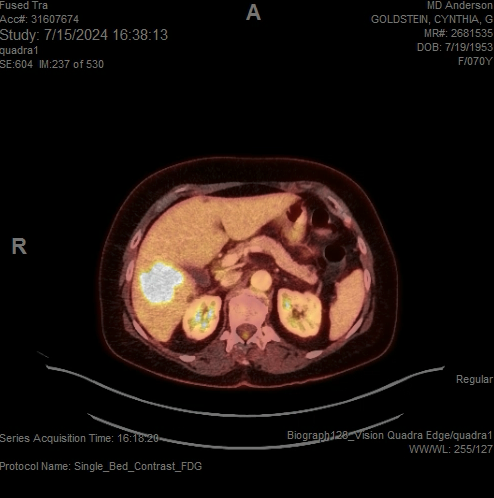 Fused Tra
Acc#: 31607674
Study: 7/15/2024 16:38:13
quadra1
SE:604 IM:237 of 530
A
MD Anderson
GOLDSTEIN, CYNTHIA, G
MR#: 2681535
DOB: 7/19/1953
F/070Y
R
Regular
Series Acquisition Time: 16:18:20
Protocol Name: Single_Bed_Contrast_FDG
Biograph128_Vision Quadra Edge/quadra1
WW/WL: 255/127